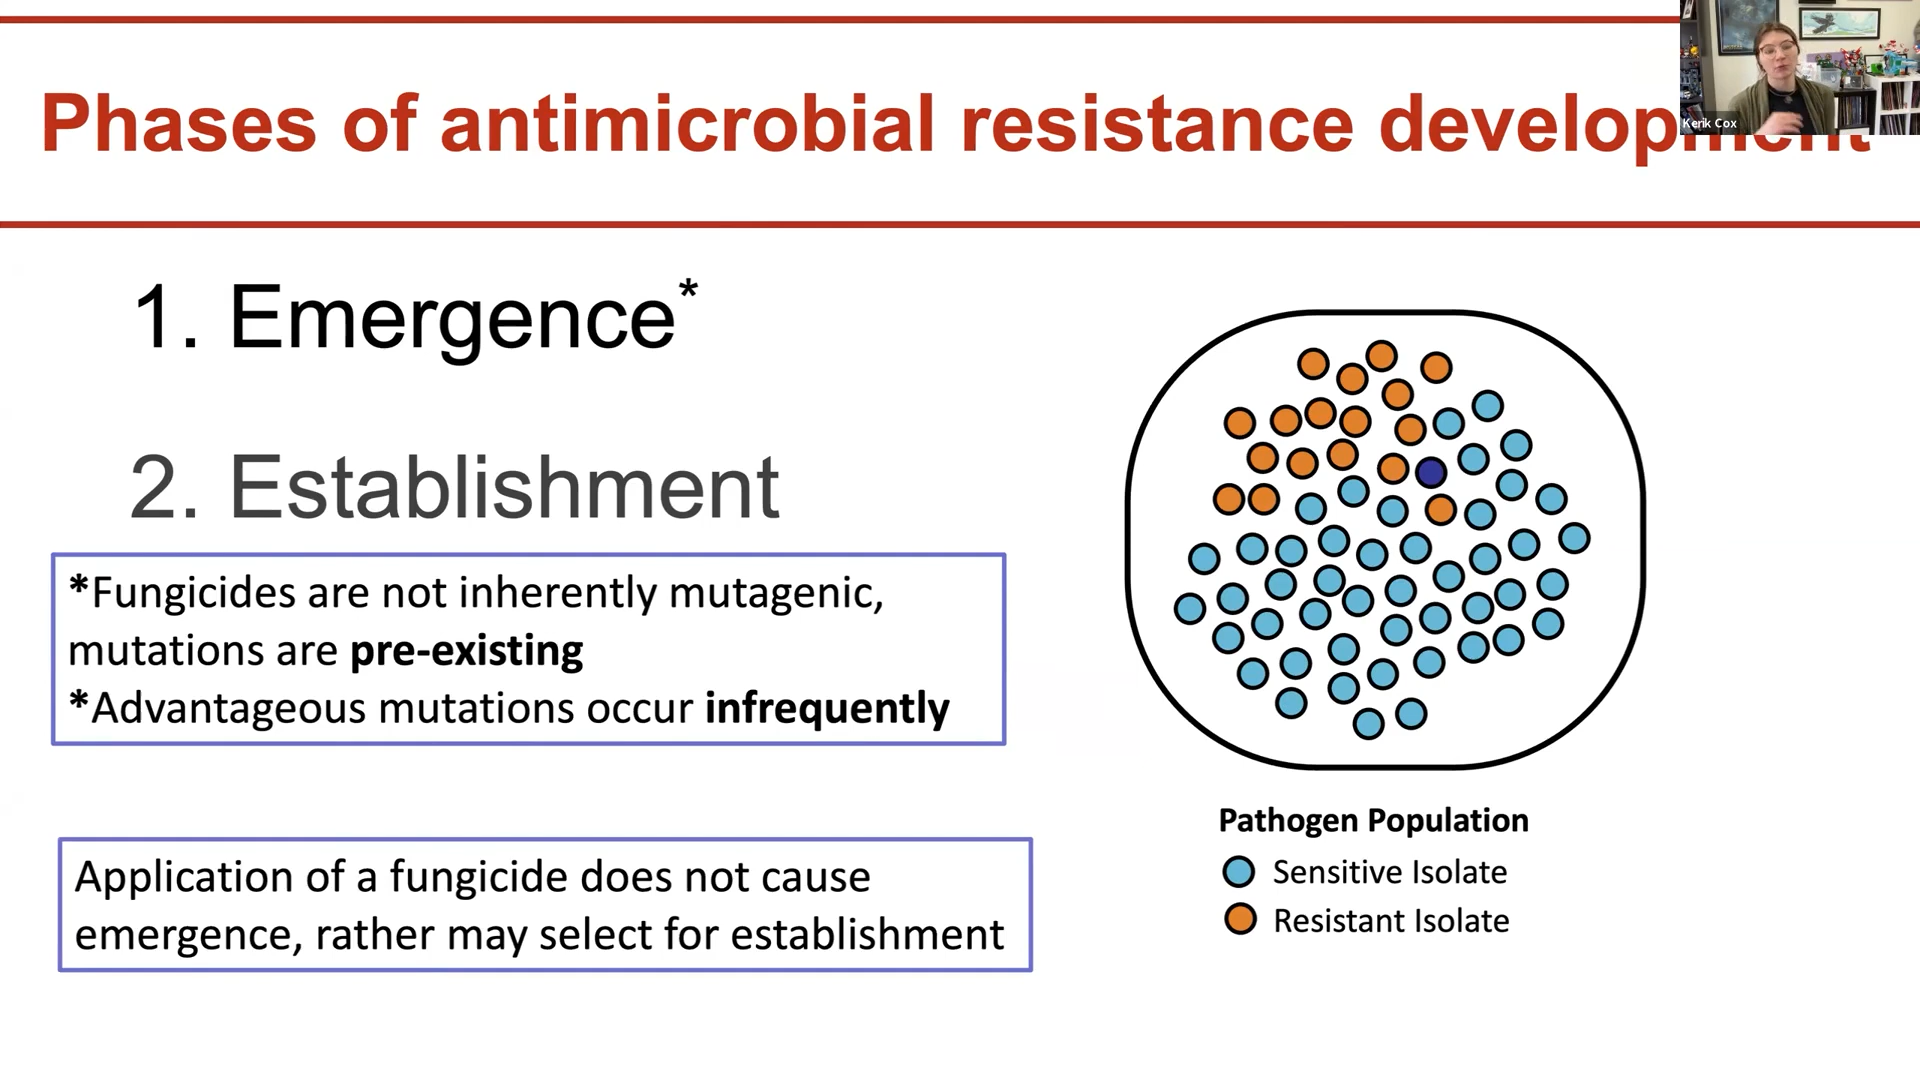 Phases of antimicrobial resistance development
Kerik Cox
1. Emergence*
2. Establishment
*Fungicides are not inherently mutagenic,
mutations are pre-existing
*Advantageous mutations occur infrequently
Application of a fungicide does not cause
emergence, rather may select for establishment
Pathogen Population
Sensitive Isolate
Resistant Isolate